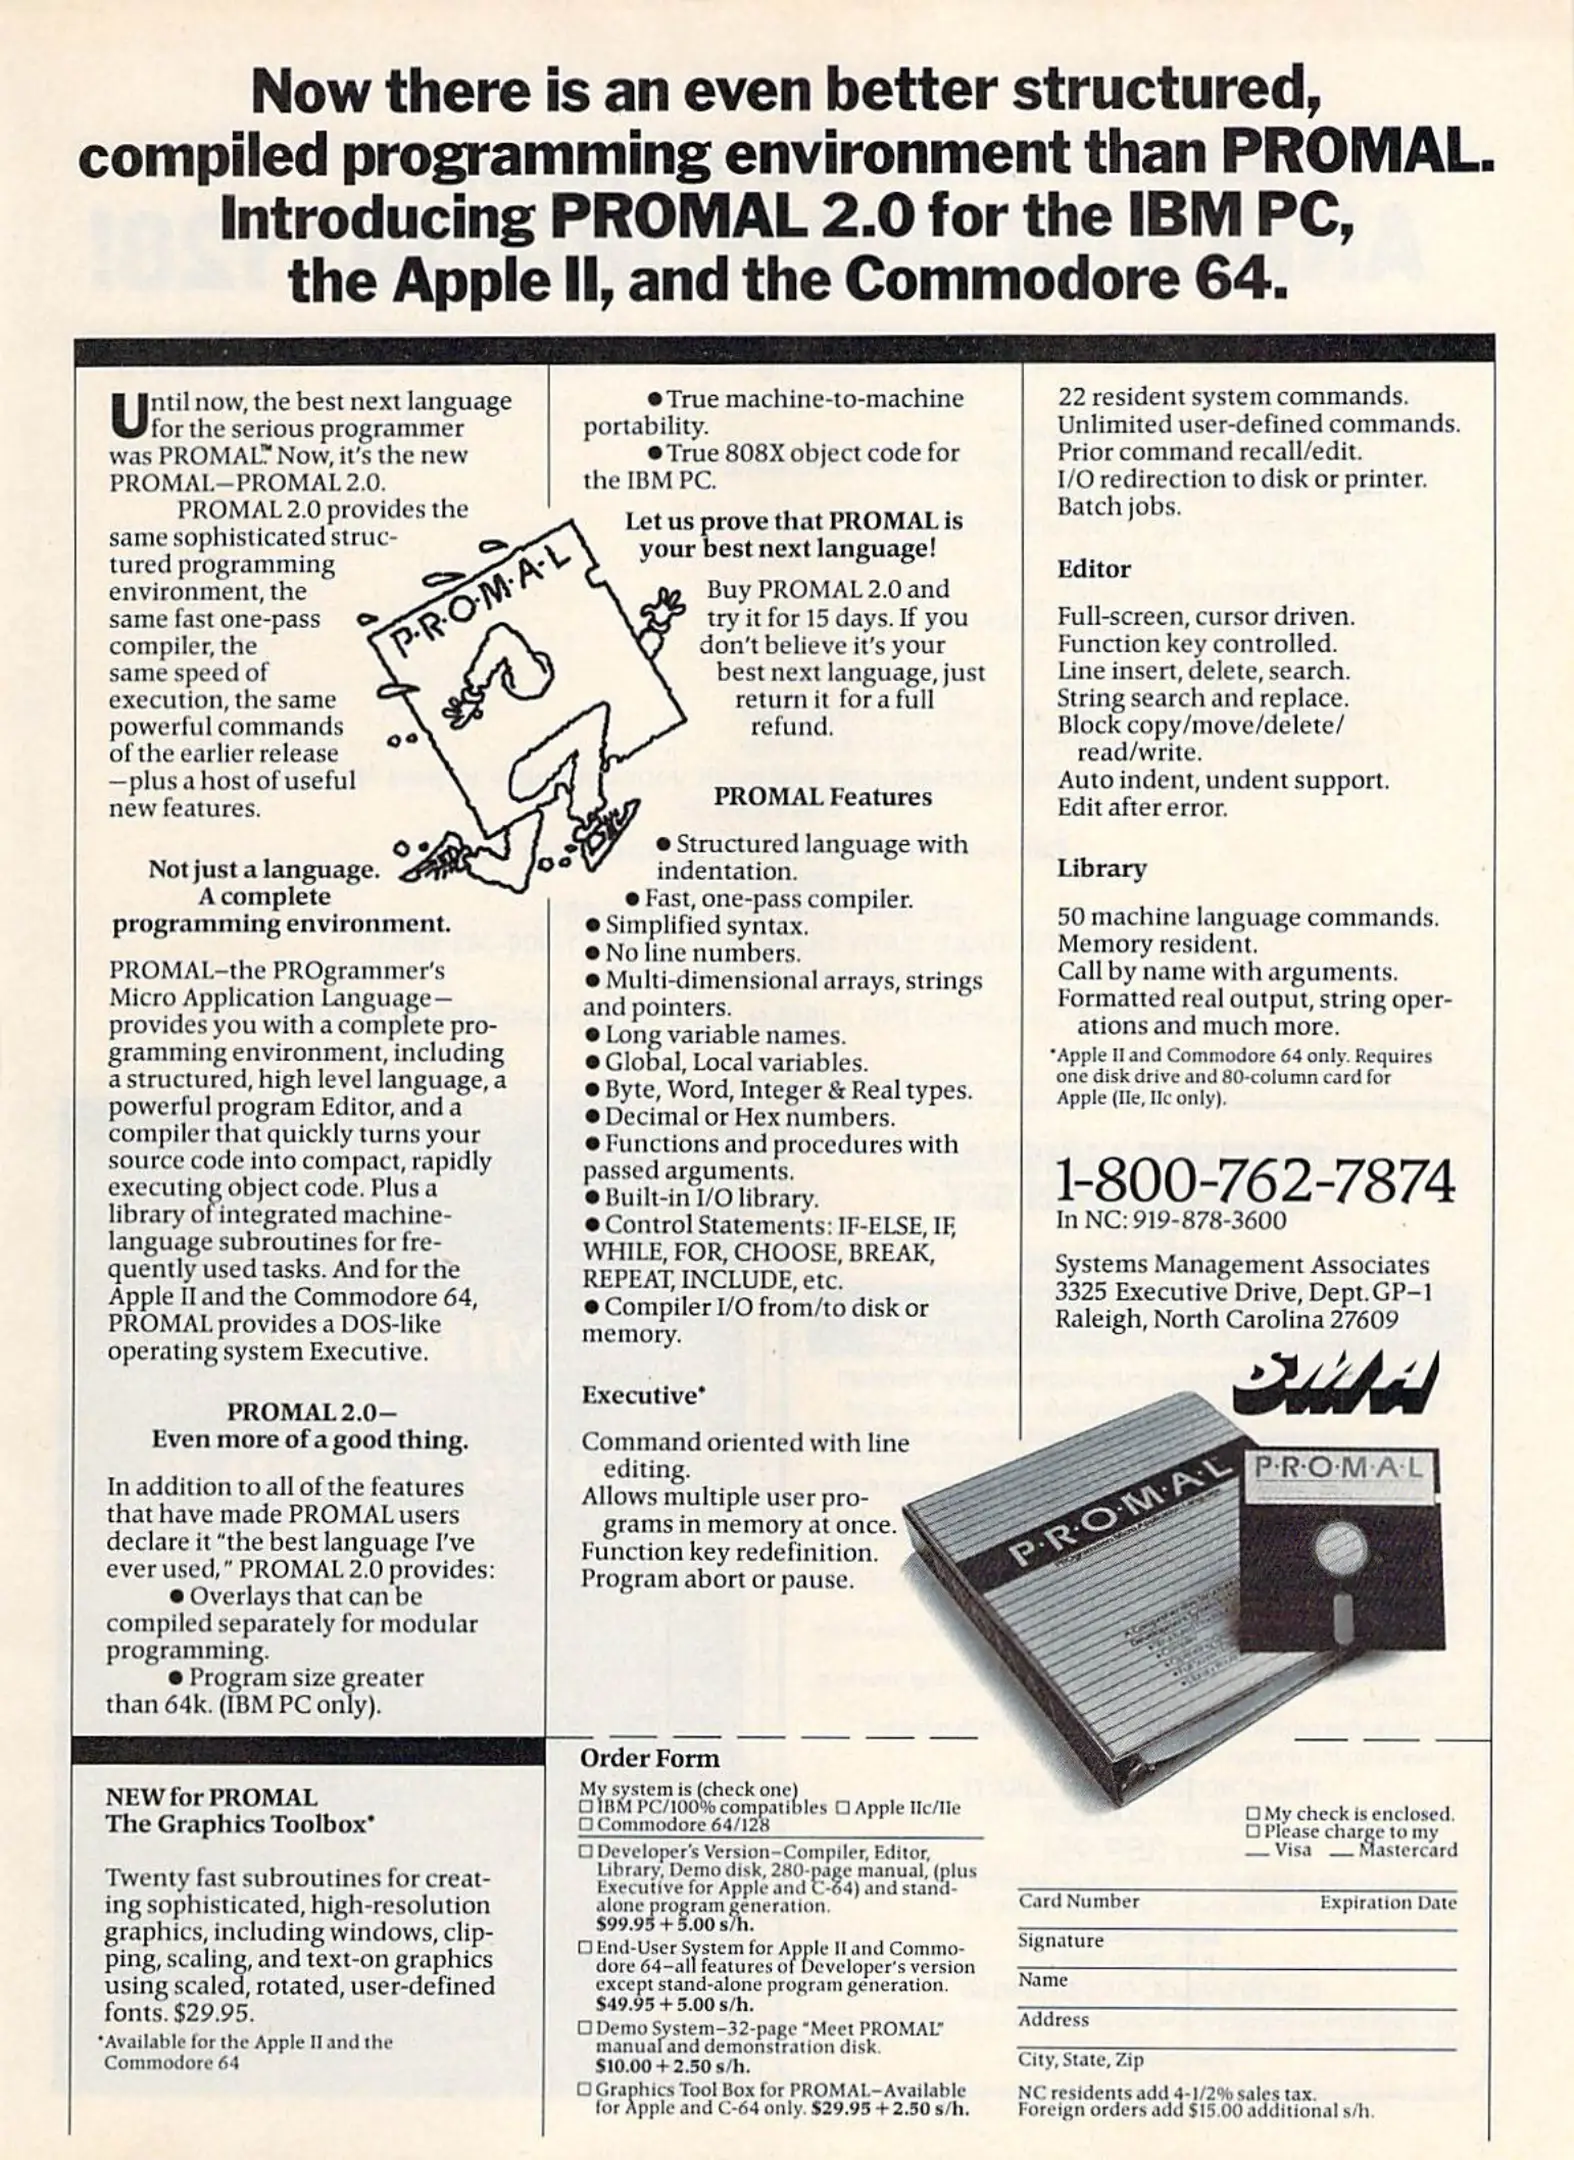 Now there is an even better structured,
compiled programming environment than PROMAL.
Introducing PROMAL 2.0 for the IBM PC,
the Apple II, and the Commodore 64.
Until now, the best next language
for the serious programmer
was PROMAL.™ Now, it's the new
PROMAL—PROMAL 2.0.
PROMAL 2.0 provides the
same sophisticated struc-
tured programming
environment, the
same fast one-pass
compiler, the
same speed of
execution, the same
powerful commands
of the earlier release
—plus a host of useful
new features.
P·R·O·M·A·L
Not just a language.
A complete
programming environment.
PROMAL–the PROgrammer's
Micro Application Language—
provides you with a complete pro-
gramming environment, including
a structured, high level language, a
powerful program Editor, and a
compiler that quickly turns your
source code into compact, rapidly
executing object code. Plus a
library of integrated machine-
language subroutines for fre-
quently used tasks. And for the
Apple II and the Commodore 64,
PROMAL provides a DOS-like
operating system Executive.
PROMAL 2.0—
Even more of a good thing.
In addition to all of the features
that have made PROMAL users
declare it "the best language I've
ever used," PROMAL 2.0 provides:
● Overlays that can be
compiled separately for modular
programming.
● Program size greater
than 64k. (IBM PC only).
● True machine-to-machine
portability.
● True 808X object code for
the IBM PC.
Let us prove that PROMAL is
your best next language!
Buy PROMAL 2.0 and
try it for 15 days. If you
don't believe it's your
best next language, just
return it for a full
refund.
PROMAL Features
● Structured language with
indentation.
● Fast, one-pass compiler.
● Simplified syntax.
● No line numbers.
● Multi-dimensional arrays, strings
and pointers.
● Long variable names.
● Global, Local variables.
● Byte, Word, Integer & Real types.
● Decimal or Hex numbers.
● Functions and procedures with
passed arguments.
● Built-in I/O library.
● Control Statements: IF-ELSE, IF,
WHILE, FOR, CHOOSE, BREAK,
REPEAT, INCLUDE, etc.
● Compiler I/O from/to disk or
memory.
Executive*
Command oriented with line
editing.
Allows multiple user pro-
grams in memory at once.
Function key redefinition.
Program abort or pause.
22 resident system commands.
Unlimited user-defined commands.
Prior command recall/edit.
I/O redirection to disk or printer.
Batch jobs.
Editor
Full-screen, cursor driven.
Function key controlled.
Line insert, delete, search.
String search and replace.
Block copy/move/delete/
read/write.
Auto indent, undent support.
Edit after error.
Library
50 machine language commands.
Memory resident.
Call by name with arguments.
Formatted real output, string oper-
ations and much more.
*Apple II and Commodore 64 only. Requires
one disk drive and 80-column card for
Apple (IIe, IIc only).
1-800-762-7874
In NC: 919-878-3600
Systems Management Associates
3325 Executive Drive, Dept. GP–1
Raleigh, North Carolina 27609
SMA
P·R·O·M·A·L
PROgrammer's Micro Application Language
P·R·O·M·A·L
NEW for PROMAL
The Graphics Toolbox*
Twenty fast subroutines for creat-
ing sophisticated, high-resolution
graphics, including windows, clip-
ping, scaling, and text-on graphics
using scaled, rotated, user-defined
fonts. $29.95.
*Available for the Apple II and the
Commodore 64
Order Form
My system is (check one)
☐ IBM PC/100% compatibles ☐ Apple IIc/IIe
☐ Commodore 64/128
☐ Developer's Version–Compiler, Editor,
Library, Demo disk, 280-page manual, (plus
Executive for Apple and C-64) and stand-
alone program generation.
$99.95 + 5.00 s/h.
☐ End-User System for Apple II and Commo-
dore 64–all features of Developer's version
except stand-alone program generation.
$49.95 + 5.00 s/h.
☐ Demo System–32-page "Meet PROMAL"
manual and demonstration disk.
$10.00 + 2.50 s/h.
☐ Graphics Tool Box for PROMAL–Available
for Apple and C-64 only. $29.95 + 2.50 s/h.
☐ My check is enclosed.
☐ Please charge to my
__ Visa __ Mastercard
Card Number Expiration Date
Signature
Name
Address
City, State, Zip
NC residents add 4-1/2% sales tax.
Foreign orders add $15.00 additional s/h.